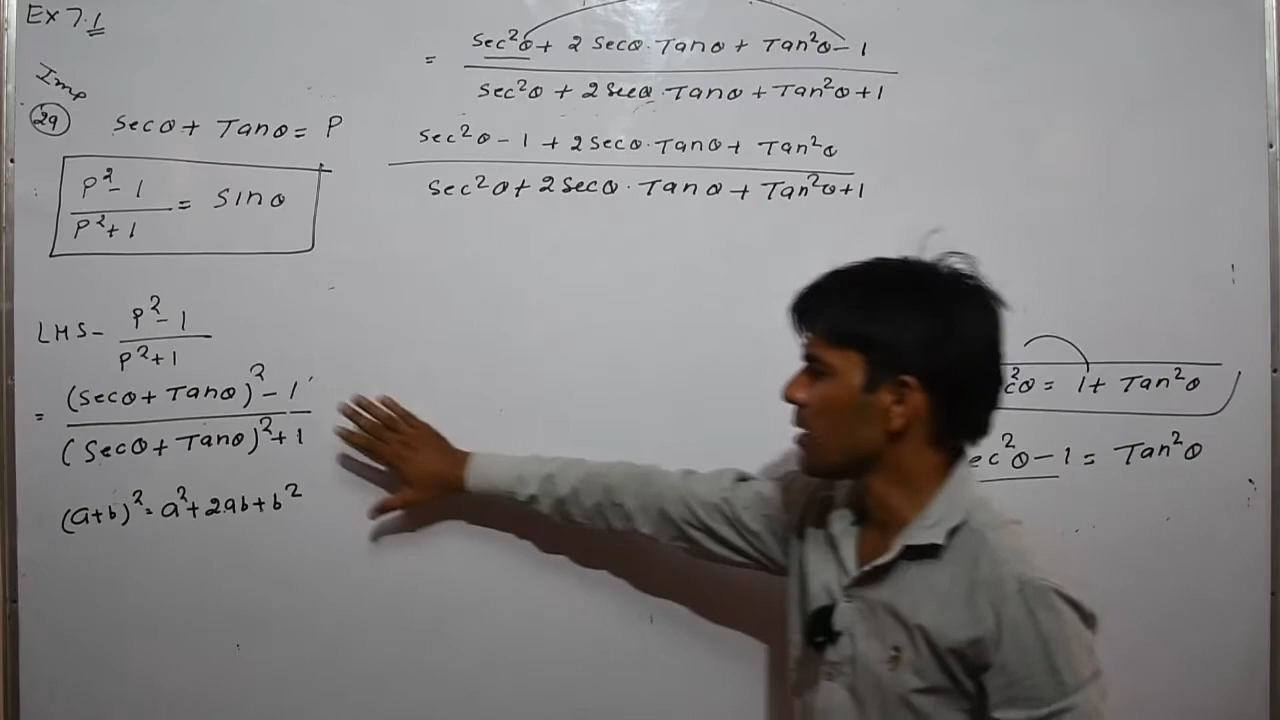 Ex 7.1
Imp
29 Secθ + Tanθ = P
P² - 1 / P² + 1 = Sinθ
LHS - P² - 1 / P² + 1
= (Secθ + Tanθ)² - 1 / (Secθ + Tanθ)² + 1
(a+b)² = a² + 2ab + b²
= Sec²θ + 2 Secθ · Tanθ + Tan²θ - 1
Sec²θ + 2 Secθ · Tanθ + Tan²θ + 1
Sec²θ - 1 + 2 Secθ · Tanθ + Tan²θ
Sec²θ + 2 Secθ · Tanθ + Tan²θ + 1
c²θ = 1 + Tan²θ
ec²θ - 1 = Tan²θ